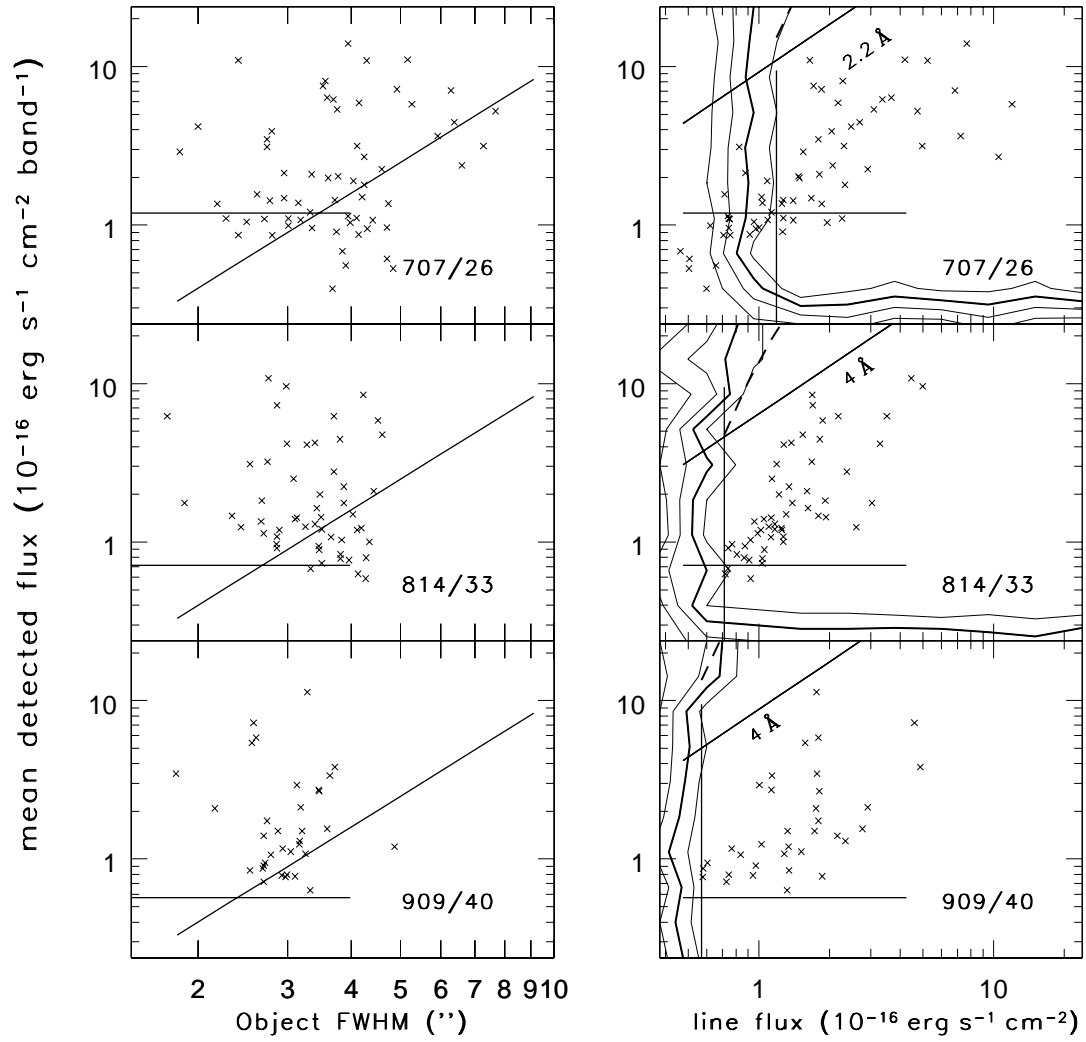 mean detected flux (10⁻¹⁶ erg s⁻¹ cm⁻² band⁻¹)
10
1
707/26
10
1
814/33
10
1
909/40
2 3 4 5 6 7 8 9 10
Object FWHM ('')
10
1
2.2 Å
707/26
10
1
4 Å
814/33
10
1
4 Å
909/40
1 10
line flux (10⁻¹⁶ erg s⁻¹ cm⁻²)